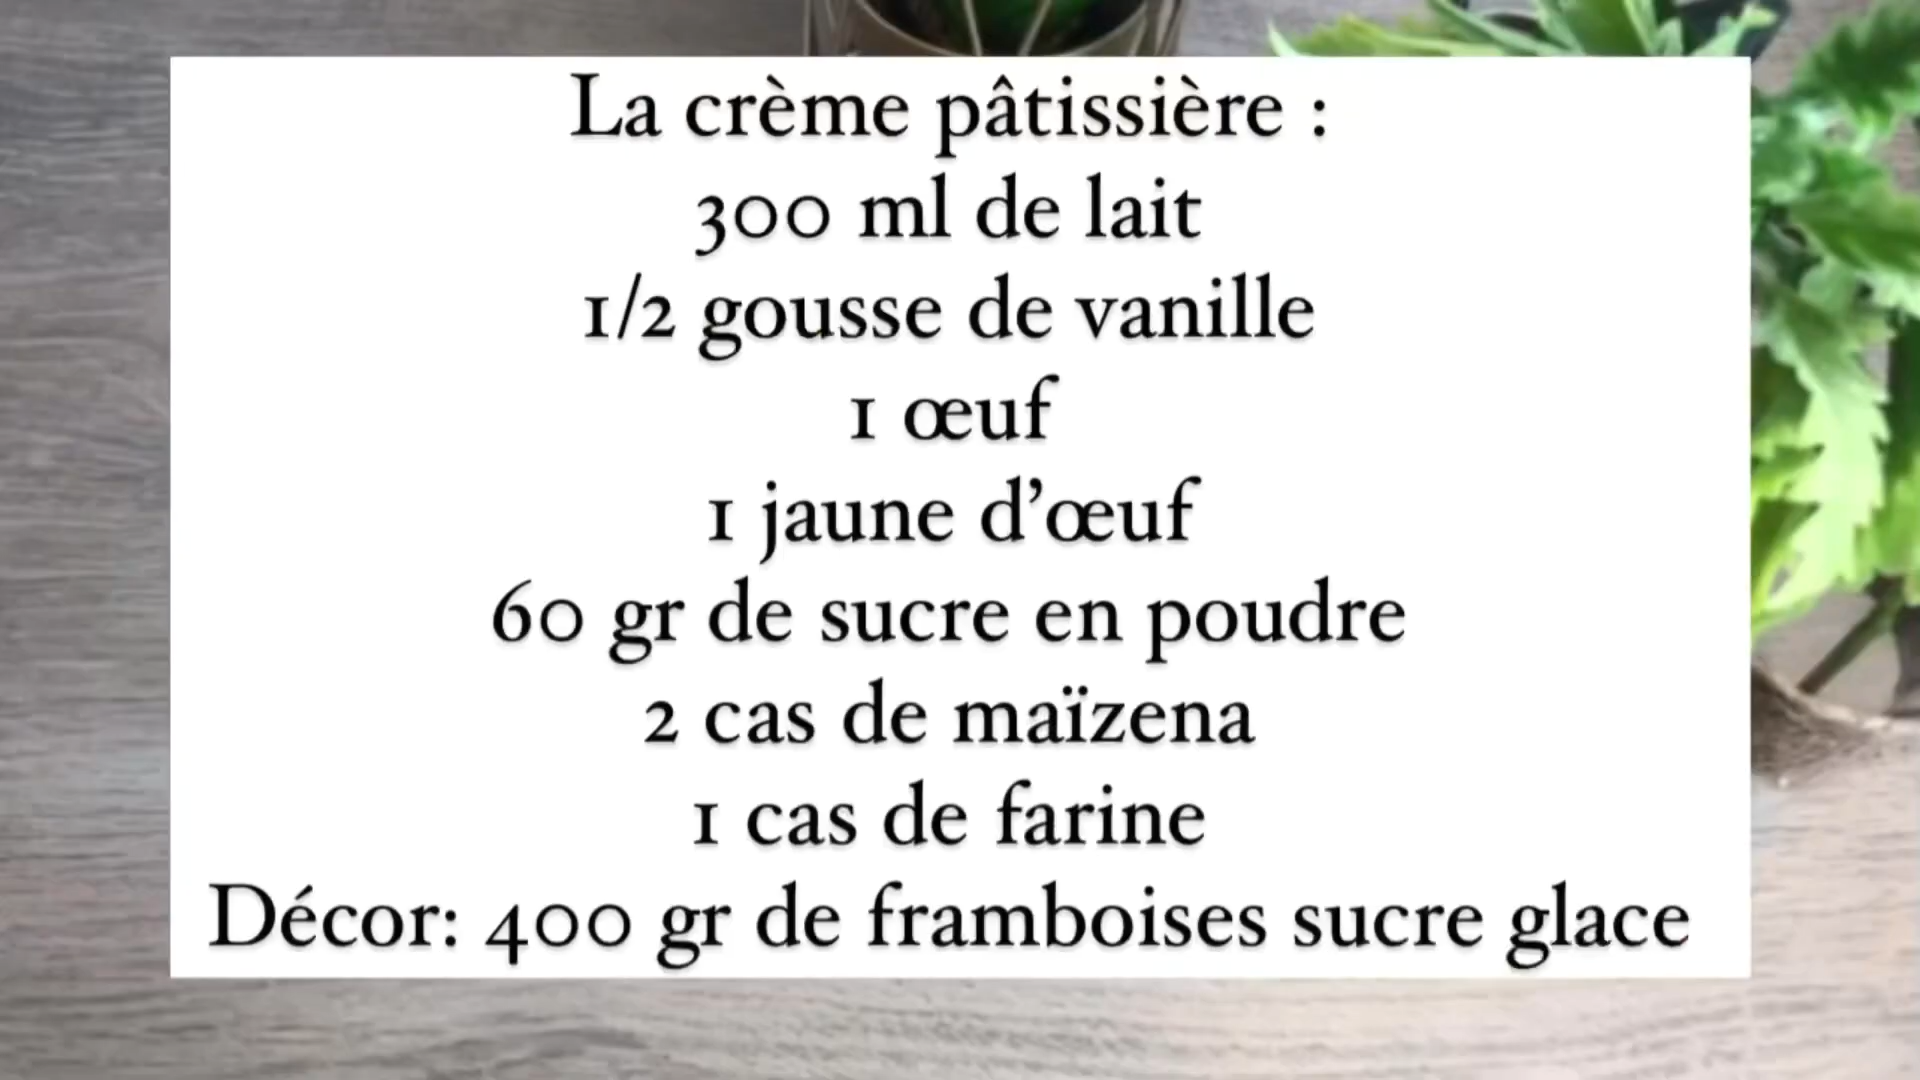 La crème pâtissière :
300 ml de lait
1/2 gousse de vanille
1 œuf
1 jaune d’œuf
60 gr de sucre en poudre
2 cas de maïzena
1 cas de farine
Décor: 400 gr de framboises sucre glace